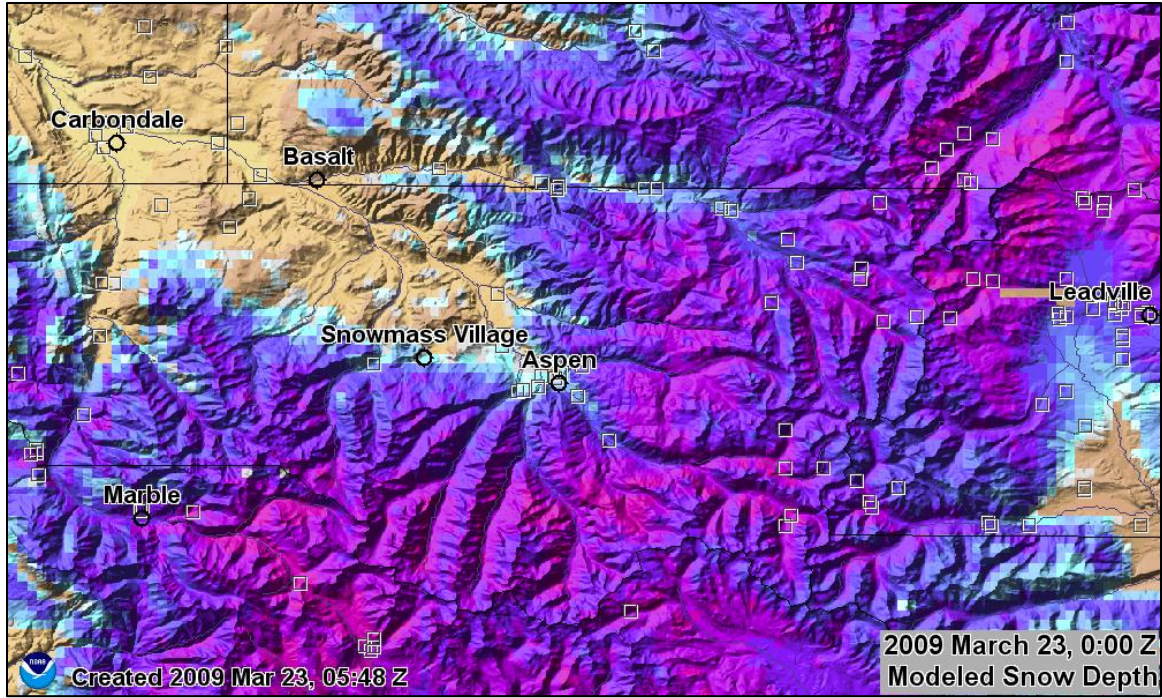 Carbondale
Basalt
Leadville
Snowmass Village
Aspen
Marble
2009 March 23, 0:00 Z
Modeled Snow Depth
NOAA
Created 2009 Mar 23, 05:48 Z